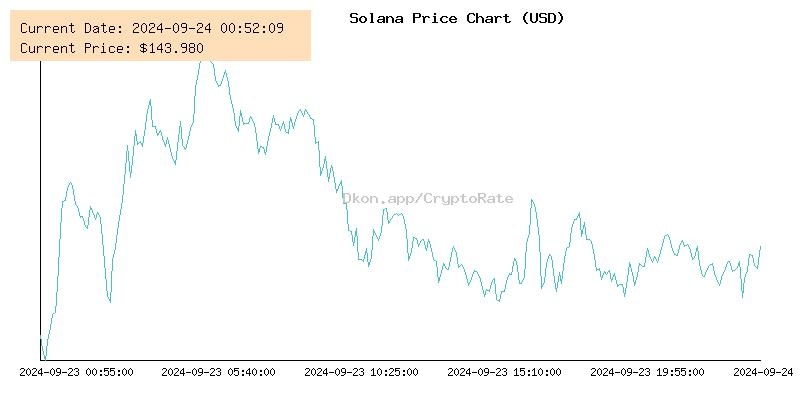 Solana Price Chart (USD)
Current Date: 2024-09-24 00:52:09
Current Price: $143.980
Okon.app/CryptoRate
2024-09-23 00:55:00 2024-09-23 05:40:00 2024-09-23 10:25:00 2024-09-23 15:10:00 2024-09-23 19:55:00 2024-09-24